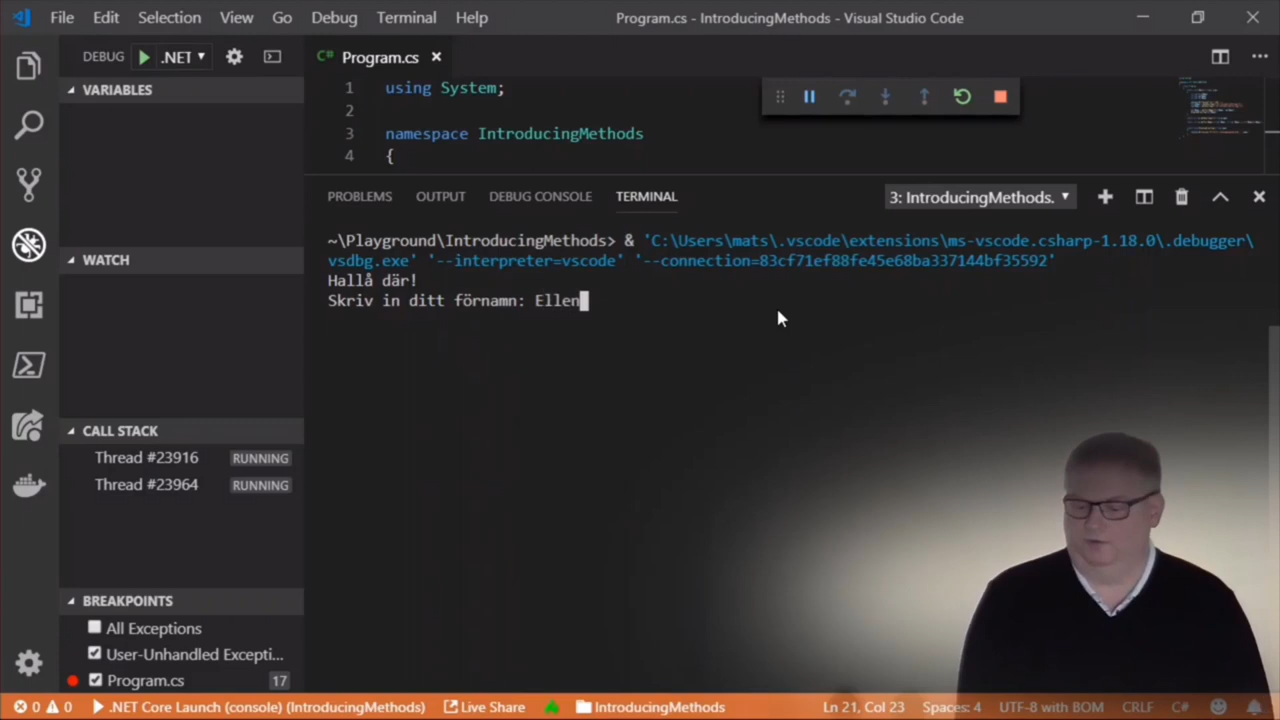 File Edit Selection View Go Debug Terminal Help Program.cs - IntroducingMethods - Visual Studio Code
DEBUG .NET
C# Program.cs
VARIABLES
WATCH
CALL STACK
Thread #23916 RUNNING
Thread #23964 RUNNING
BREAKPOINTS
All Exceptions
User-Unhandled Excepti...
Program.cs 17
1 using System;
2
3 namespace IntroducingMethods
4 {
PROBLEMS OUTPUT DEBUG CONSOLE TERMINAL 3: IntroducingMethods.
~\Playground\IntroducingMethods> & 'C:\Users\mats\.vscode\extensions\ms-vscode.csharp-1.18.0\.debugger\
vsdbg.exe' '--interpreter=vscode' '--connection=83cf71ef88fe45e68ba337144bf35592'
Hallå där!
Skriv in ditt förnamn: Ellen
0 0 .NET Core Launch (console) (IntroducingMethods) Live Share IntroducingMethods Ln 21, Col 23 Spaces: 4 UTF-8 with BOM CRLF C#